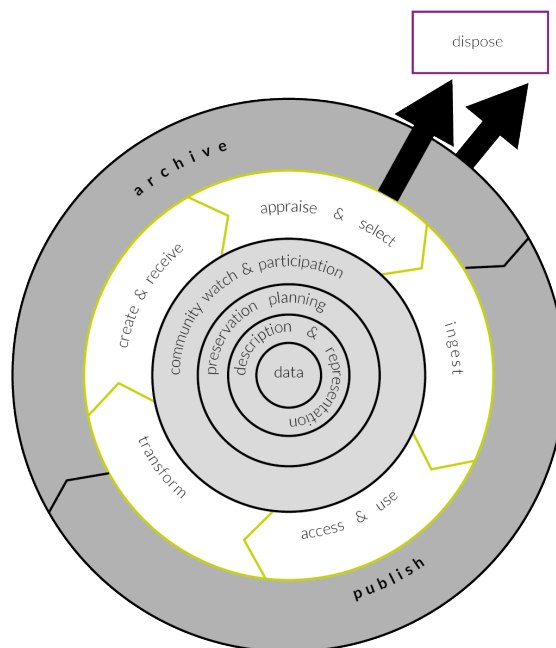 dispose
archive
appraise & select
create & receive
community watch & participation
preservation planning
description & representation
data
ingest
transform
access & use
publish